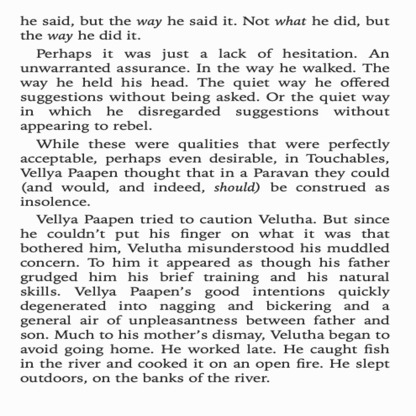 he said, but the way he said it. Not what he did, but
the way he did it.
Perhaps it was just a lack of hesitation. An
unwarranted assurance. In the way he walked. The
way he held his head. The quiet way he offered
suggestions without being asked. Or the quiet way
in which he disregarded suggestions without
appearing to rebel.
While these were qualities that were perfectly
acceptable, perhaps even desirable, in Touchables,
Vellya Paapen thought that in a Paravan they could
(and would, and indeed, should) be construed as
insolence.
Vellya Paapen tried to caution Velutha. But since
he couldn’t put his finger on what it was that
bothered him, Velutha misunderstood his muddled
concern. To him it appeared as though his father
grudged him his brief training and his natural
skills. Vellya Paapen’s good intentions quickly
degenerated into nagging and bickering and a
general air of unpleasantness between father and
son. Much to his mother’s dismay, Velutha began to
avoid going home. He worked late. He caught fish
in the river and cooked it on an open fire. He slept
outdoors, on the banks of the river.